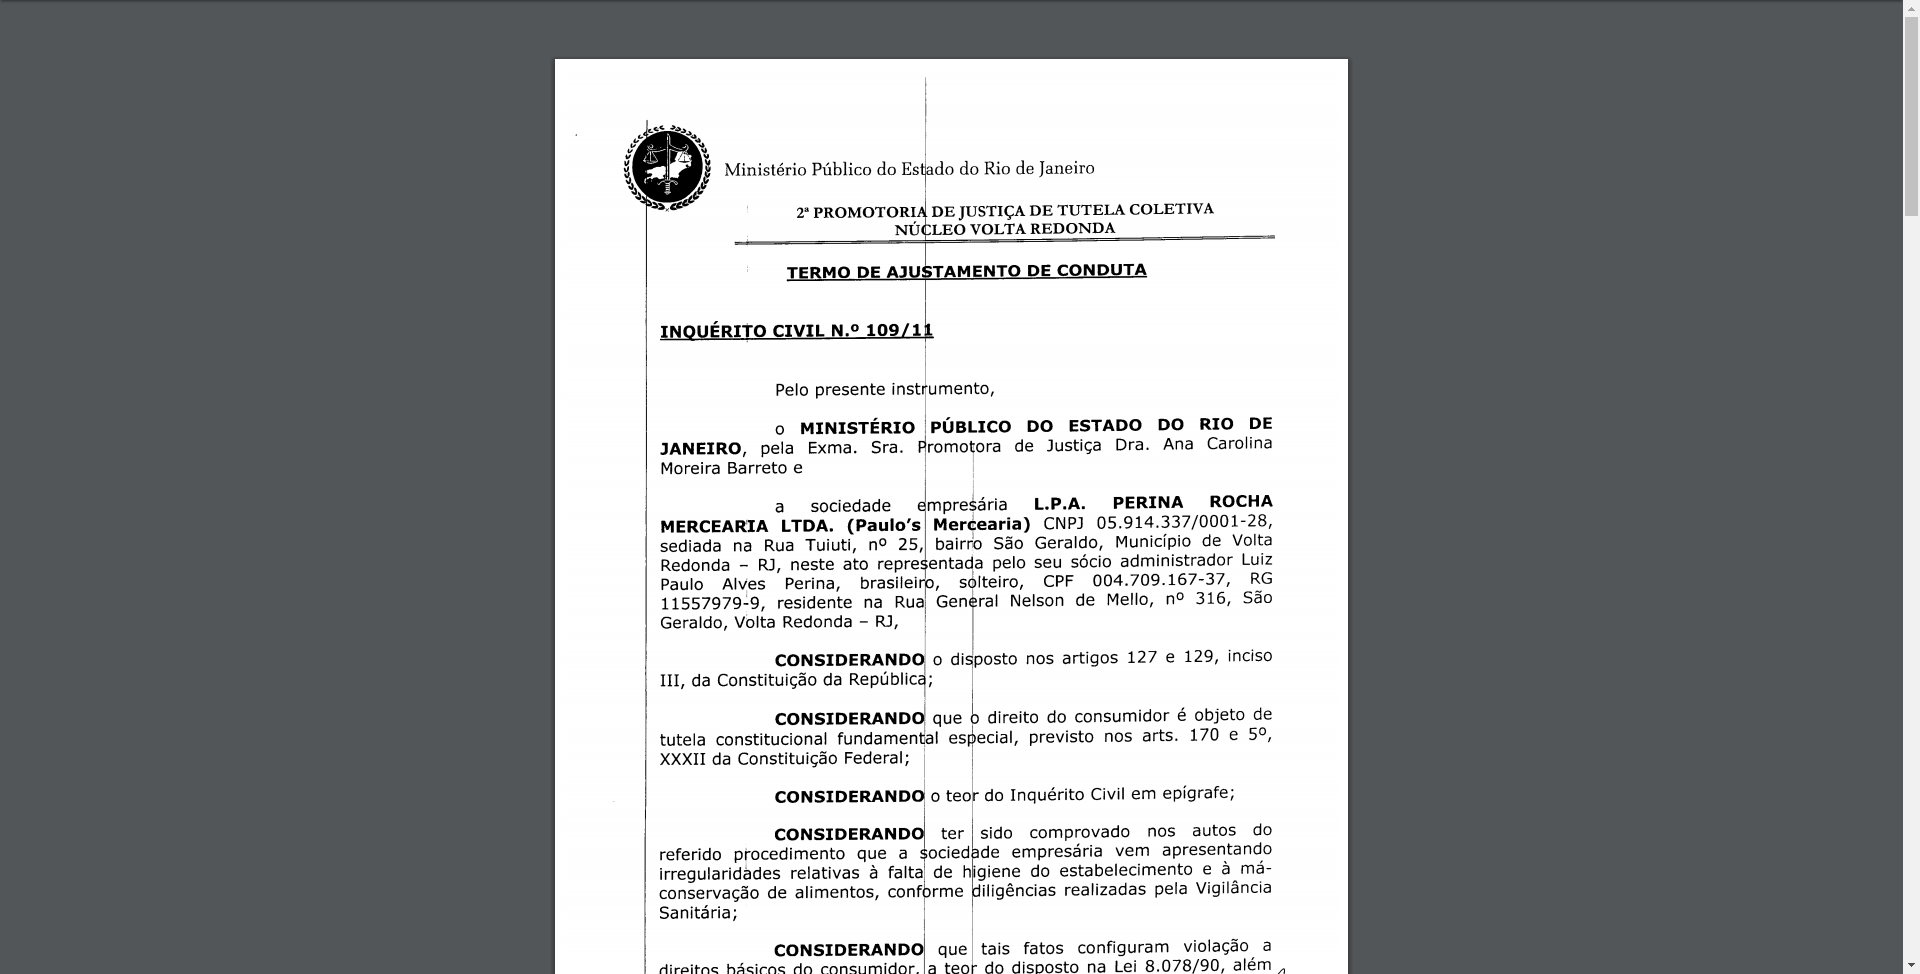 Ministério Público do Estado do Rio de Janeiro
2ª PROMOTORIA DE JUSTIÇA DE TUTELA COLETIVA
NÚCLEO VOLTA REDONDA
TERMO DE AJUSTAMENTO DE CONDUTA
INQUÉRITO CIVIL N.º 109/11
Pelo presente instrumento,
o MINISTÉRIO PÚBLICO DO ESTADO DO RIO DE
JANEIRO, pela Exma. Sra. Promotora de Justiça Dra. Ana Carolina
Moreira Barreto e
a sociedade empresária L.P.A. PERINA ROCHA
MERCEARIA LTDA. (Paulo's Mercearia) CNPJ 05.914.337/0001-28,
sediada na Rua Tuiuti, nº 25, bairro São Geraldo, Município de Volta
Redonda – RJ, neste ato representada pelo seu sócio administrador Luiz
Paulo Alves Perina, brasileiro, solteiro, CPF 004.709.167-37, RG
11557979-9, residente na Rua General Nelson de Mello, nº 316, São
Geraldo, Volta Redonda – RJ,
CONSIDERANDO o disposto nos artigos 127 e 129, inciso
III, da Constituição da República;
CONSIDERANDO que o direito do consumidor é objeto de
tutela constitucional fundamental especial, previsto nos arts. 170 e 5º,
XXXII da Constituição Federal;
CONSIDERANDO o teor do Inquérito Civil em epígrafe;
CONSIDERANDO ter sido comprovado nos autos do
referido procedimento que a sociedade empresária vem apresentando
irregularidades relativas à falta de higiene do estabelecimento e à má-
conservação de alimentos, conforme diligências realizadas pela Vigilância
Sanitária;
CONSIDERANDO que tais fatos configuram violação a
direitos básicos do consumidor, a teor do disposto na Lei 8.078/90, além